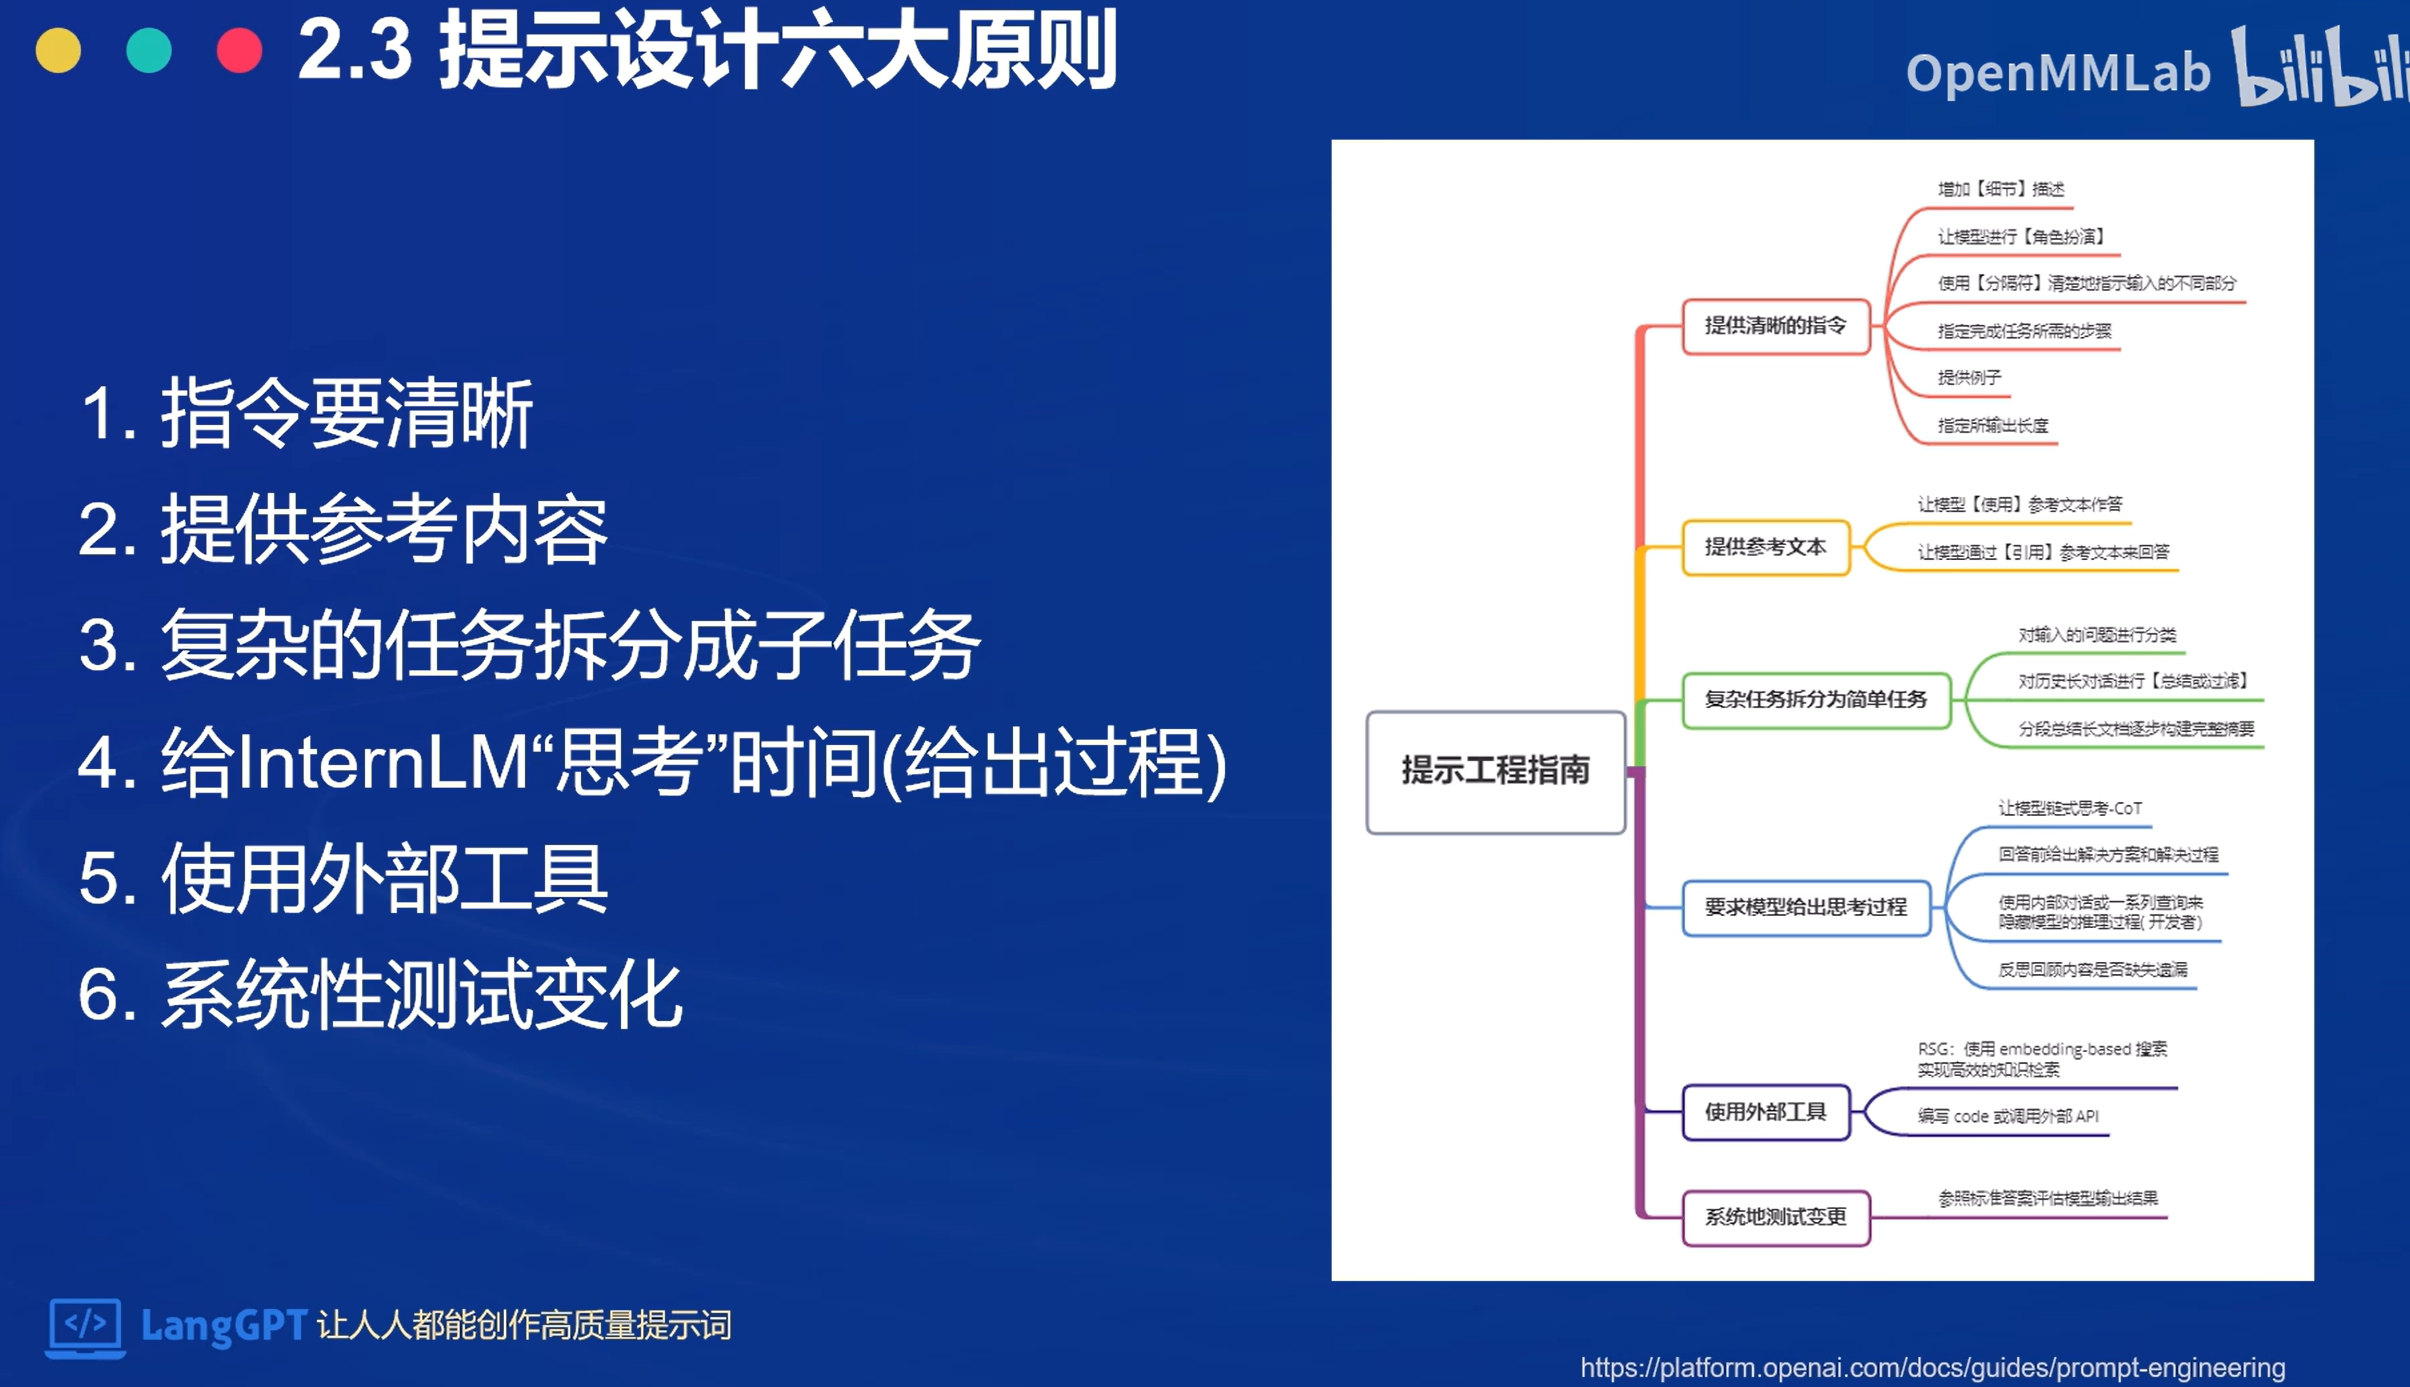 2.3 提示设计六大原则
OpenMMLab bilibili
1. 指令要清晰
2. 提供参考内容
3. 复杂的任务拆分成子任务
4. 给InternLM“思考”时间(给出过程)
5. 使用外部工具
6. 系统性测试变化
提示工程指南
提供清晰的指令
增加【细节】描述
让模型进行【角色扮演】
使用【分隔符】清楚地指示输入的不同部分
指定完成任务所需的步骤
提供例子
指定所输出长度
提供参考文本
让模型【使用】参考文本作答
让模型通过【引用】参考文本来回答
复杂任务拆分为简单任务
对输入的问题进行分类
对历史长对话进行【总结或过滤】
分段总结长文档逐步构建完整摘要
要求模型给出思考过程
让模型链式思考-CoT
回答前给出解决方案和解决过程
使用内部对话或一系列查询来
隐藏模型的推理过程( 开发者)
反思回顾内容是否缺失遗漏
使用外部工具
RSG：使用 embedding-based 搜索
实现高效的知识检索
编写 code 或调用外部 API
系统地测试变更
参照标准答案评估模型输出结果
</> LangGPT 让人人都能创作高质量提示词
https://platform.openai.com/docs/guides/prompt-engineering